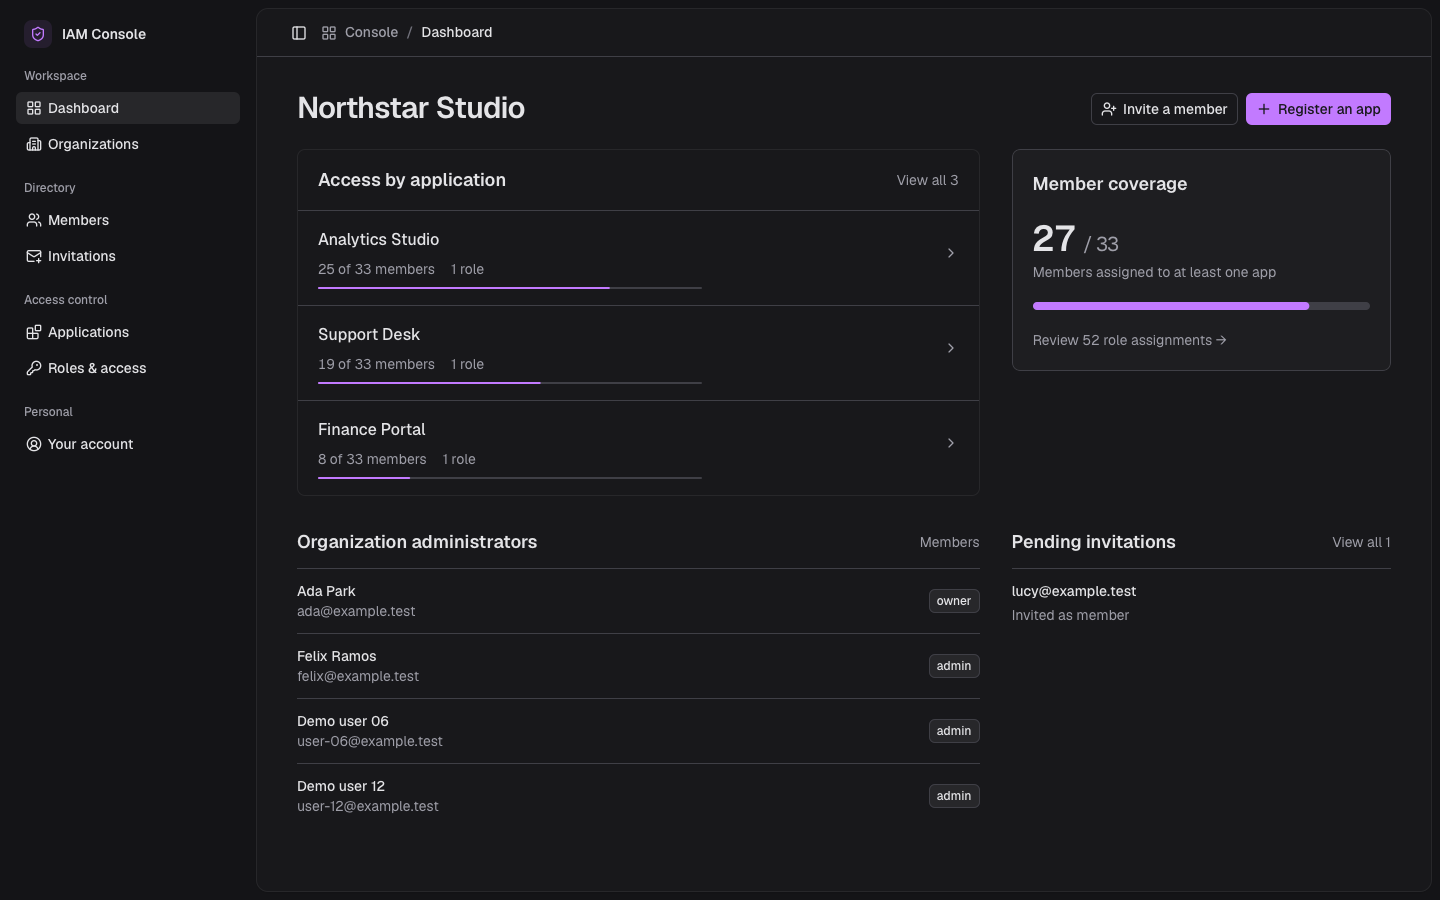 IAM Console
Workspace
Dashboard
Organizations
Directory
Members
Invitations
Access control
Applications
Roles & access
Personal
Your account
Console / Dashboard
Northstar Studio
Invite a member
Register an app
Access by application
View all 3
Analytics Studio
25 of 33 members 1 role
Support Desk
19 of 33 members 1 role
Finance Portal
8 of 33 members 1 role
Member coverage
27 / 33
Members assigned to at least one app
Review 52 role assignments →
Organization administrators
Members
Ada Park
ada@example.test
owner
Felix Ramos
felix@example.test
admin
Demo user 06
user-06@example.test
admin
Demo user 12
user-12@example.test
admin
Pending invitations
View all 1
lucy@example.test
Invited as member